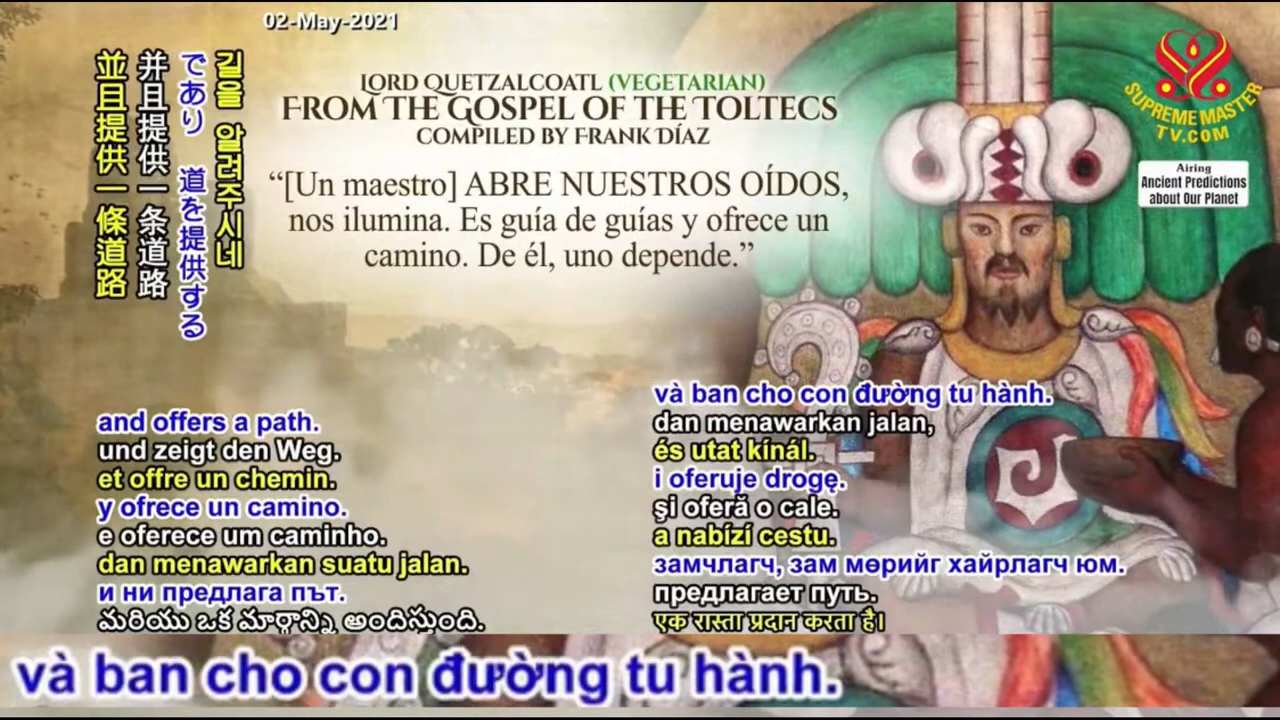 02-May-2021
LORD QUETZALCOATL (VEGETARIAN)
FROM THE GOSPEL OF THE TOLTECS
COMPILED BY FRANK DÍAZ
“[Un maestro] ABRE NUESTROS OÍDOS,
nos ilumina. Es guía de guías y ofrece un
camino. De él, uno depende.”
SUPREME MASTER
TV.COM
Airing
Ancient Predictions
about Our Planet
길을 알려주시네
であり 道を提供する
并且提供一条道路
並且提供一條道路
and offers a path.
und zeigt den Weg.
et offre un chemin.
y ofrece un camino.
e oferece um caminho.
dan menawarkan suatu jalan.
и ни предлага път.
మరియు ఒక మార్గాన్ని అందిస్తుంది.
và ban cho con đường tu hành.
dan menawarkan jalan,
és utat kínál.
i oferuje drogę.
şi oferă o cale.
a nabízí cestu.
замчлагч, зам мөрийг хайрлагч юм.
предлагает путь.
एक रास्ता प्रदान करता है।
và ban cho con đường tu hành.